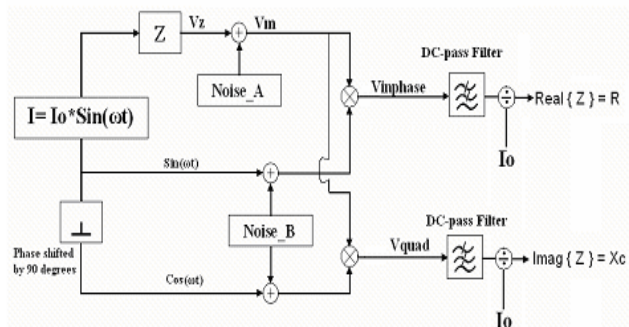 Z
Vz
Vin
Noise_A
DC-pass Filter
Vinphase
Real { Z } = R
Io
I= Io*Sin(ωt)
Sin(ωt)
Noise_B
Phase shifted
by 90 degrees
Cos(ωt)
DC-pass Filter
Vquad
Imag { Z } = Xc
Io